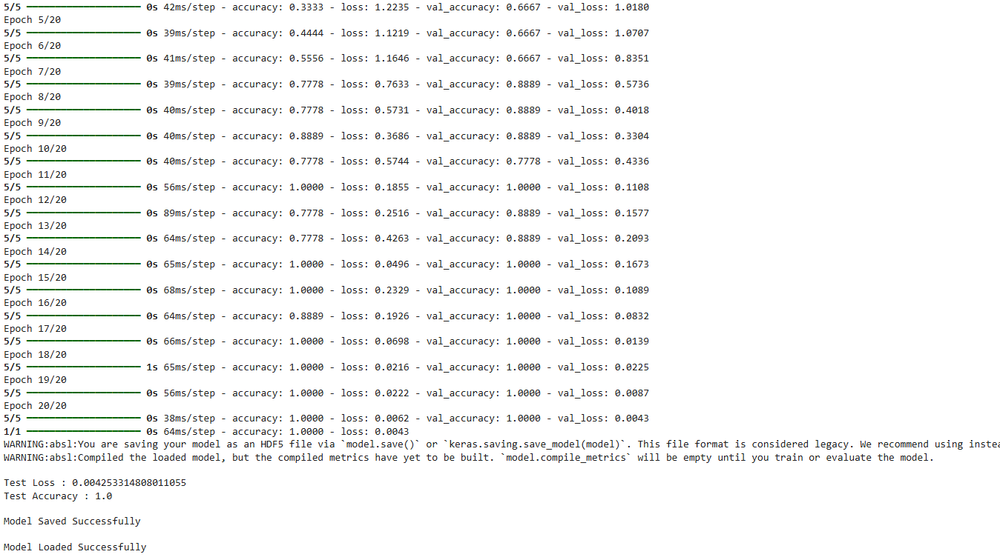 5/5 ━━━━━━━━━━━━━━━━━━━━ 0s 42ms/step - accuracy: 0.3333 - loss: 1.2235 - val_accuracy: 0.6667 - val_loss: 1.0180
Epoch 5/20
5/5 ━━━━━━━━━━━━━━━━━━━━ 0s 39ms/step - accuracy: 0.4444 - loss: 1.1219 - val_accuracy: 0.6667 - val_loss: 1.0707
Epoch 6/20
5/5 ━━━━━━━━━━━━━━━━━━━━ 0s 41ms/step - accuracy: 0.5556 - loss: 1.1646 - val_accuracy: 0.6667 - val_loss: 0.8351
Epoch 7/20
5/5 ━━━━━━━━━━━━━━━━━━━━ 0s 39ms/step - accuracy: 0.7778 - loss: 0.7633 - val_accuracy: 0.8889 - val_loss: 0.5736
Epoch 8/20
5/5 ━━━━━━━━━━━━━━━━━━━━ 0s 40ms/step - accuracy: 0.7778 - loss: 0.5731 - val_accuracy: 0.8889 - val_loss: 0.4018
Epoch 9/20
5/5 ━━━━━━━━━━━━━━━━━━━━ 0s 40ms/step - accuracy: 0.8889 - loss: 0.3686 - val_accuracy: 0.8889 - val_loss: 0.3304
Epoch 10/20
5/5 ━━━━━━━━━━━━━━━━━━━━ 0s 40ms/step - accuracy: 0.7778 - loss: 0.5744 - val_accuracy: 0.7778 - val_loss: 0.4336
Epoch 11/20
5/5 ━━━━━━━━━━━━━━━━━━━━ 0s 56ms/step - accuracy: 1.0000 - loss: 0.1855 - val_accuracy: 1.0000 - val_loss: 0.1108
Epoch 12/20
5/5 ━━━━━━━━━━━━━━━━━━━━ 0s 89ms/step - accuracy: 0.7778 - loss: 0.2516 - val_accuracy: 0.8889 - val_loss: 0.1577
Epoch 13/20
5/5 ━━━━━━━━━━━━━━━━━━━━ 0s 64ms/step - accuracy: 0.7778 - loss: 0.4263 - val_accuracy: 0.8889 - val_loss: 0.2093
Epoch 14/20
5/5 ━━━━━━━━━━━━━━━━━━━━ 0s 65ms/step - accuracy: 1.0000 - loss: 0.0496 - val_accuracy: 1.0000 - val_loss: 0.1673
Epoch 15/20
5/5 ━━━━━━━━━━━━━━━━━━━━ 0s 68ms/step - accuracy: 1.0000 - loss: 0.2329 - val_accuracy: 1.0000 - val_loss: 0.1089
Epoch 16/20
5/5 ━━━━━━━━━━━━━━━━━━━━ 0s 64ms/step - accuracy: 0.8889 - loss: 0.1926 - val_accuracy: 1.0000 - val_loss: 0.0832
Epoch 17/20
5/5 ━━━━━━━━━━━━━━━━━━━━ 0s 66ms/step - accuracy: 1.0000 - loss: 0.0698 - val_accuracy: 1.0000 - val_loss: 0.0139
Epoch 18/20
5/5 ━━━━━━━━━━━━━━━━━━━━ 1s 65ms/step - accuracy: 1.0000 - loss: 0.0216 - val_accuracy: 1.0000 - val_loss: 0.0225
Epoch 19/20
5/5 ━━━━━━━━━━━━━━━━━━━━ 0s 56ms/step - accuracy: 1.0000 - loss: 0.0222 - val_accuracy: 1.0000 - val_loss: 0.0087
Epoch 20/20
5/5 ━━━━━━━━━━━━━━━━━━━━ 0s 38ms/step - accuracy: 1.0000 - loss: 0.0062 - val_accuracy: 1.0000 - val_loss: 0.0043
1/1 ━━━━━━━━━━━━━━━━━━━━ 0s 64ms/step - accuracy: 1.0000 - loss: 0.0043
WARNING:absl:You are saving your model as an HDF5 file via `model.save()` or `keras.saving.save_model(model)`. This file format is considered legacy. We recommend using inste
WARNING:absl:Compiled the loaded model, but the compiled metrics have yet to be built. `model.compile_metrics` will be empty until you train or evaluate the model.
Test Loss : 0.004253314808011055
Test Accuracy : 1.0
Model Saved Successfully
Model Loaded Successfully